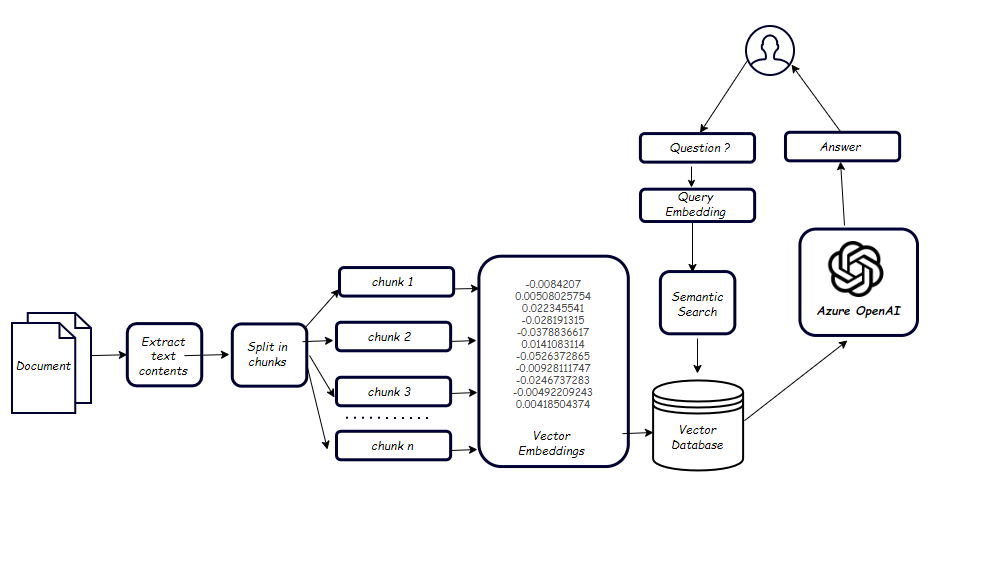 Question ?
Answer
Query
Embedding
Azure OpenAI
Semantic
Search
Document
Extract
text
contents
Split in
chunks
chunk 1
chunk 2
chunk 3
. . . . . . . . . . . .
chunk n
-0.0084207
0.00508025754
0.022345541
-0.028191315
-0.0378836617
0.0141083114
-0.0526372865
-0.00928111747
-0.0246737283
-0.00492209243
0.00418504374
Vector
Embeddings
Vector
Database